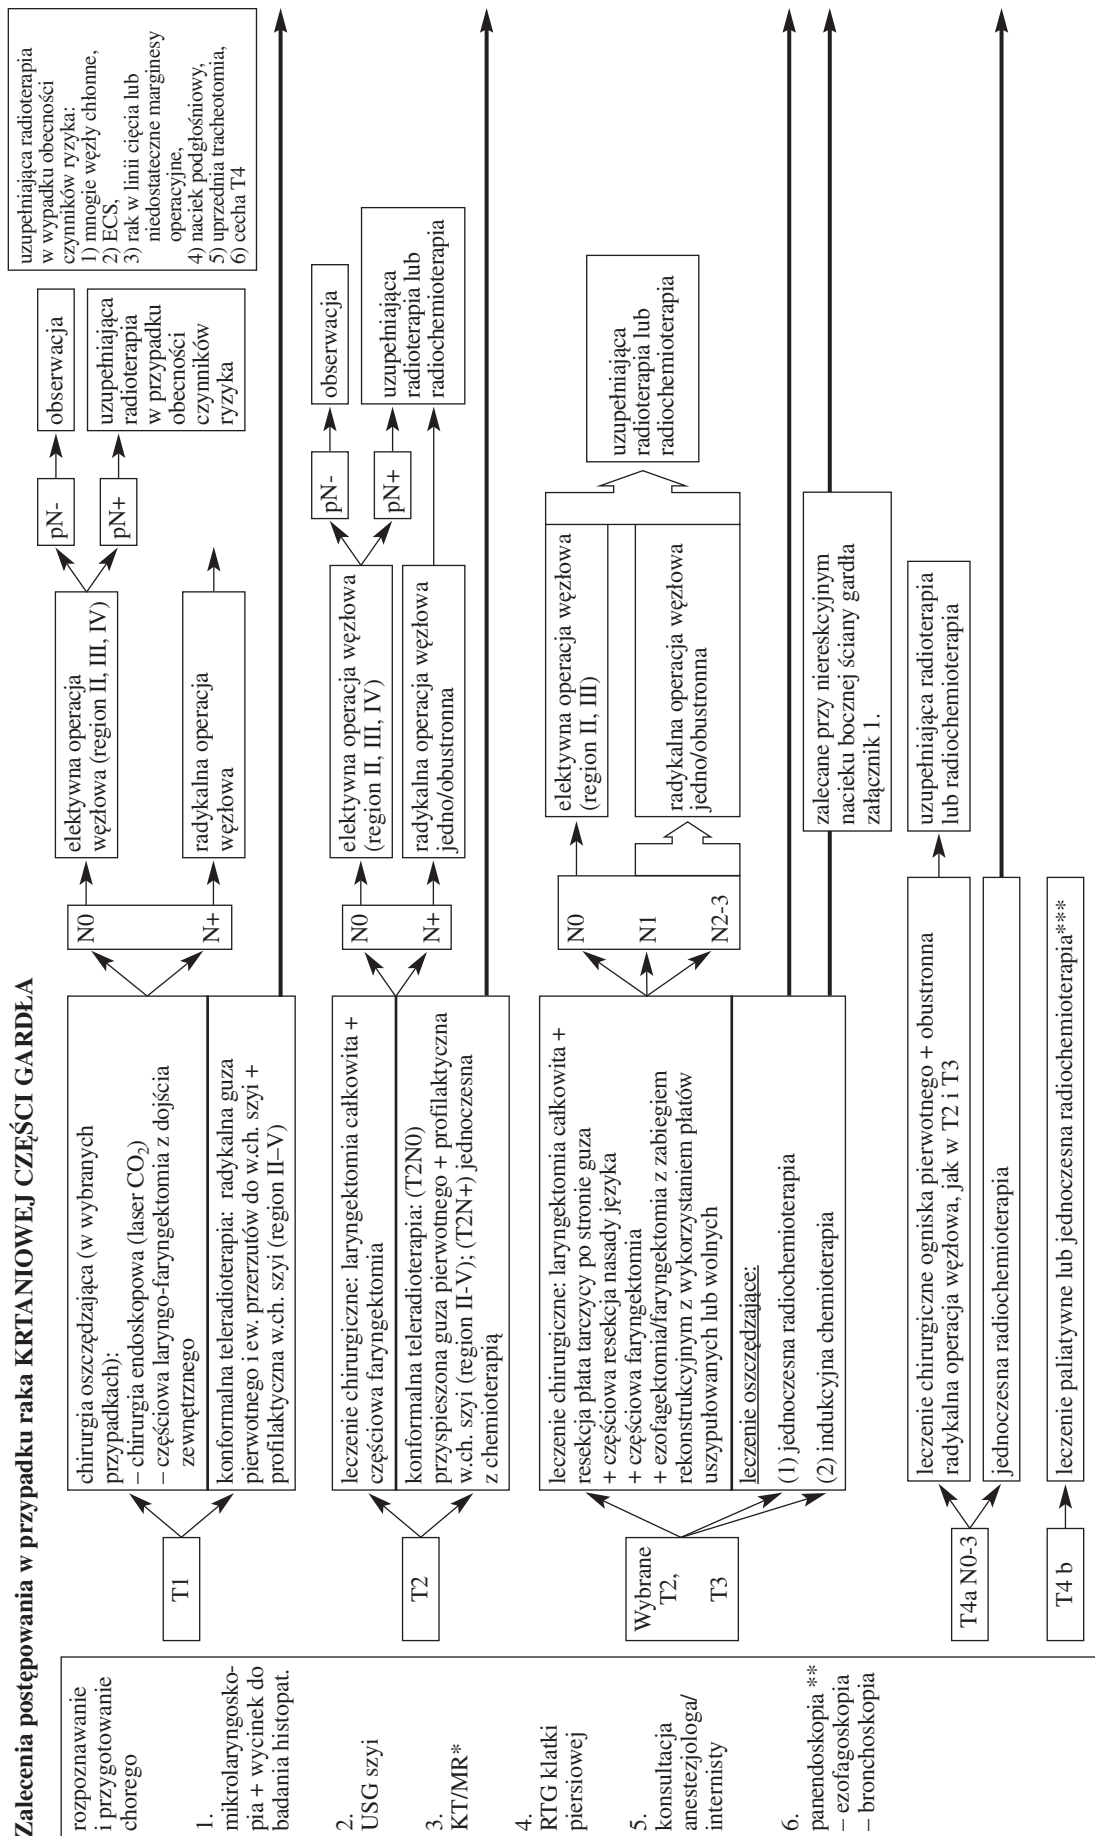 Zalecenia postępowania w przypadku raka KRTANIOWEJ CZĘŚCI GARDŁA
rozpoznawanie
i przygotowanie
chorego
1.
mikrolaryngosko-
pia + wycinek do
badania histopat.
2.
USG szyi
3.
KT/MR*
4.
RTG klatki
piersiowej
5.
konsultacja
anestezjologa/
internisty
6.
panendoskopia **
– ezofagoskopia
– bronchoskopia
T1
chirurgia oszczędzająca (w wybranych
przypadkach):
– chirurgia endoskopowa (laser CO2)
– częściowa laryngo-faryngektomia z dojścia
zewnętrznego
konformalna teleradioterapia: radykalna guza
pierwotnego i ew. przerzutów do w.ch. szyi +
profilaktyczna w.ch. szyi (region II–V)
N0
N+
elektywna operacja
węzłowa (region II, III, IV)
radykalna operacja
węzłowa
pN-
pN+
obserwacja
uzupełniająca
radioterapia
w przypadku
obecności
czynników
ryzyka
uzupełniająca radioterapia
w wypadku obecności
czynników ryzyka:
1) mnogie węzły chłonne,
2) ECS,
3) rak w linii cięcia lub
niedostateczne marginesy
operacyjne,
4) naciek podgłośniowy,
5) uprzednia tracheotomia,
6) cecha T4
T2
leczenie chirurgiczne: laryngektomia całkowita +
częściowa faryngektomia
konformalna teleradioterapia: (T2N0)
przyspieszona guza pierwotnego + profilaktyczna
w.ch. szyi (region II-V); (T2N+) jednoczesna
z chemioterapią
N0
N+
elektywna operacja węzłowa
(region II, III, IV)
radykalna operacja węzłowa
jedno/obustronna
pN-
pN+
obserwacja
uzupełniająca
radioterapia lub
radiochemioterapia
Wybrane
T2,
T3
leczenie chirurgiczne: laryngektomia całkowita +
resekcja płata tarczycy po stronie guza
+ częściowa resekcja nasady języka
+ częściowa faryngektomia
+ ezofagektomia/faryngektomia z zabiegiem
rekonstrukcyjnym z wykorzystaniem płatów
uszypułowanych lub wolnych
leczenie oszczędzające:
(1) jednoczesna radiochemioterapia
(2) indukcyjna chemioterapia
N0
N1
N2-3
elektywna operacja węzłowa
(region II, III)
radykalna operacja węzłowa
jedno/obustronna
uzupełniająca
radioterapia lub
radiochemioterapia
zalecane przy niereskcyjnym
nacieku bocznej ściany gardła
załącznik 1.
T4a N0-3
leczenie chirurgiczne ogniska pierwotnego + obustronna
radykalna operacja węzłowa, jak w T2 i T3
jednoczesna radiochemioterapia
uzupełniająca radioterapia
lub radiochemioterapia
T4 b
leczenie paliatywne lub jednoczesna radiochemioterapia***